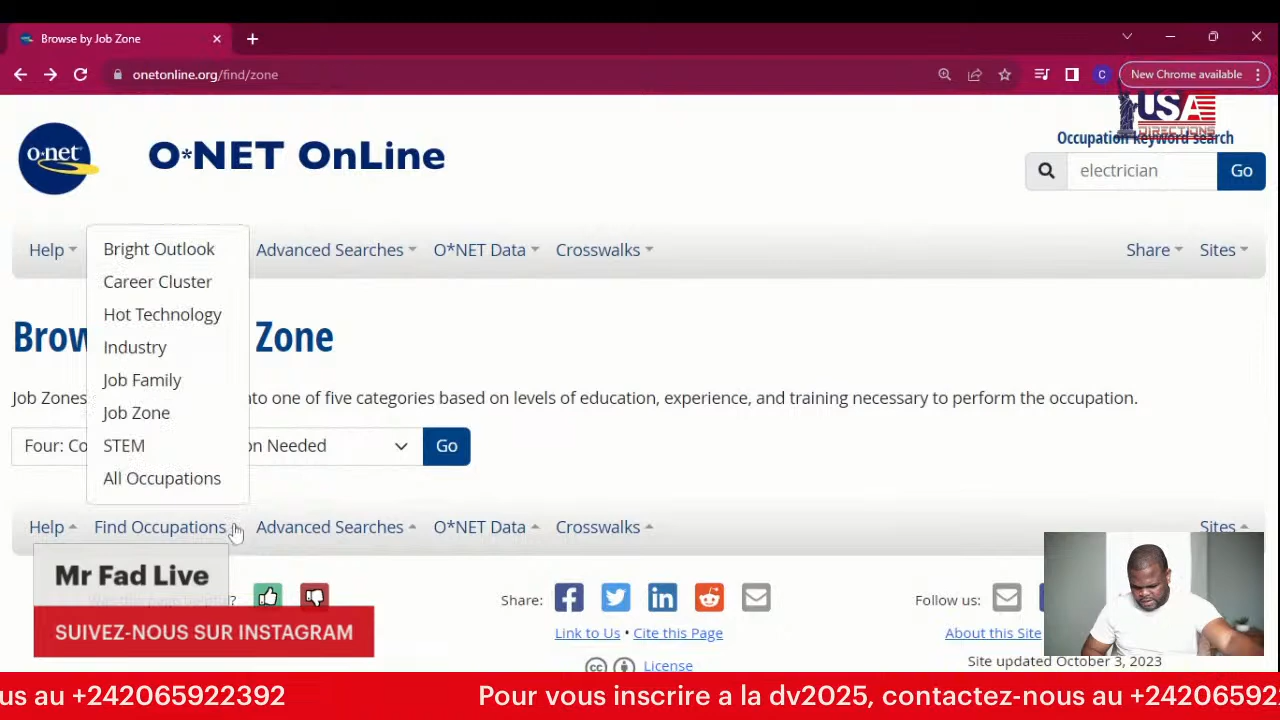 Browse by Job Zone
onetonline.org/find/zone
C
New Chrome available
USA
DIRECTIONS
Occupation keyword search
o·net
O*NET OnLine
electrician
Go
Help
Bright Outlook
Advanced Searches
O*NET Data
Crosswalks
Share
Sites
Career Cluster
Hot Technology
Industry
Job Family
Job Zone
STEM
All Occupations
Brow Zone
Job Zones nto one of five categories based on levels of education, experience, and training necessary to perform the occupation.
Four: Co on Needed
Go
Help
Find Occupations
Advanced Searches
O*NET Data
Crosswalks
Sites
Mr Fad Live
SUIVEZ-NOUS SUR INSTAGRAM
Share:
Follow us:
Link to Us • Cite this Page
About this Site
License
Site updated October 3, 2023
us au +242065922392
Pour vous inscrire a la dv2025, contactez-nous au +24206592